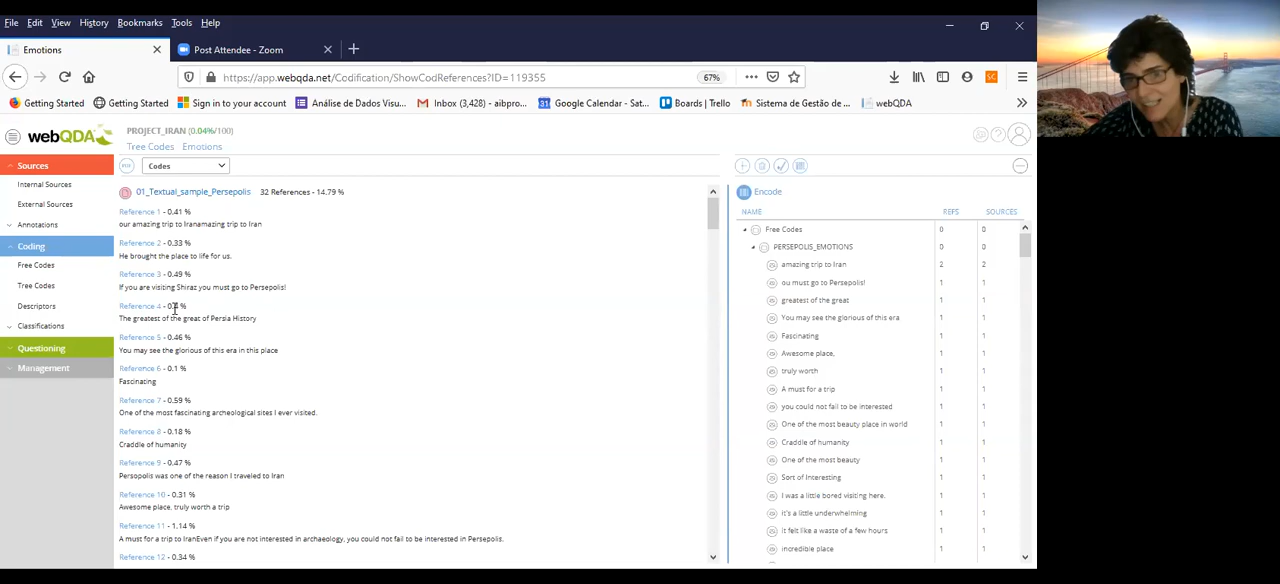 File Edit View History Bookmarks Tools Help
Emotions
Post Attendee - Zoom
https://app.webqda.net/Codification/ShowCodReferences?ID=119355
67%
Getting Started Getting Started Sign in to your account Análise de Dados Visu... Inbox (3,428) - aibpro... Google Calendar - Sat... Boards | Trello Sistema de Gestão de ... webQDA
webQDA
PROJECT_IRAN (0.04%/100)
Tree Codes Emotions
Codes
Sources
Internal Sources
External Sources
Annotations
Coding
Free Codes
Tree Codes
Descriptors
Classifications
Questioning
Management
01_Textual_sample_Persepolis 32 References - 14.79 %
Reference 1 - 0.41 %
our amazing trip to Iranamazing trip to Iran
Reference 2 - 0.33 %
He brought the place to life for us.
Reference 3 - 0.49 %
If you are visiting Shiraz you must go to Persepolis!
Reference 4 - %
The greatest of the great of Persia History
Reference 5 - 0.46 %
You may see the glorious of this era in this place
Reference 6 - 0.1 %
Fascinating
Reference 7 - 0.59 %
One of the most fascinating archeological sites I ever visited.
Reference 8 - 0.18 %
Craddle of humanity
Reference 9 - 0.47 %
Persopolis was one of the reason I traveled to Iran
Reference 10 - 0.31 %
Awesome place, truly worth a trip
Reference 11 - 1.14 %
A must for a trip to IranEven if you are not interested in archaeology, you could not fail to be interested in Persepolis.
Reference 12 - 0.34 %
Encode
NAME REFS SOURCES
Free Codes 0 0
PERSEPOLIS_EMOTIONS 0 0
amazing trip to Iran 2 2
ou must go to Persepolis! 1 1
greatest of the great 1 1
You may see the glorious of this era 1 1
Fascinating 1 1
Awesome place, 1 1
truly worth 1 1
A must for a trip 1 1
you could not fail to be interested 1 1
One of the most beauty place in world 1 1
Craddle of humanity 1 1
One of the most beauty 1 1
Sort of Interesting 1 1
I was a little bored visiting here. 1 1
it's a little underwhelming 1 1
it felt like a waste of a few hours 1 1
incredible place 1 1